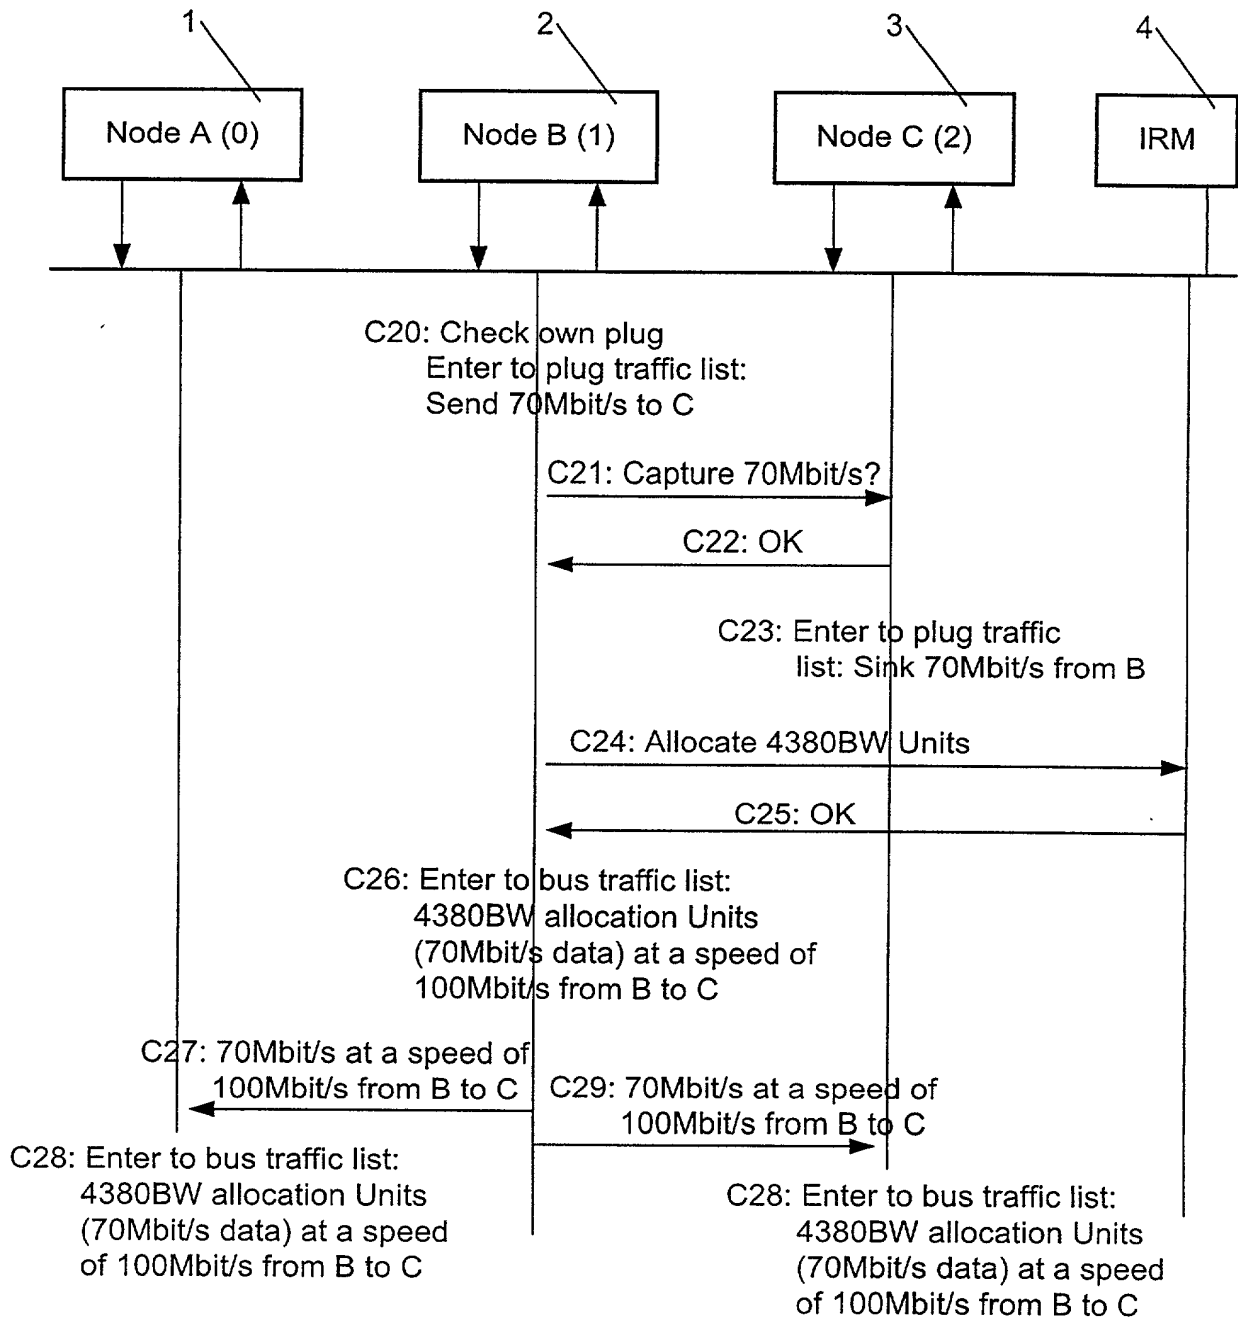 1
2
3
4
Node A (0)
Node B (1)
Node C (2)
IRM
C20: Check own plug
Enter to plug traffic list:
Send 70Mbit/s to C
C21: Capture 70Mbit/s?
C22: OK
C23: Enter to plug traffic
list: Sink 70Mbit/s from B
C24: Allocate 4380BW Units
C25: OK
C26: Enter to bus traffic list:
4380BW allocation Units
(70Mbit/s data) at a speed of
100Mbit/s from B to C
C27: 70Mbit/s at a speed of
100Mbit/s from B to C
C29: 70Mbit/s at a speed of
100Mbit/s from B to C
C28: Enter to bus traffic list:
4380BW allocation Units
(70Mbit/s data) at a speed
of 100Mbit/s from B to C
C28: Enter to bus traffic list:
4380BW allocation Units
(70Mbit/s data) at a speed
of 100Mbit/s from B to C